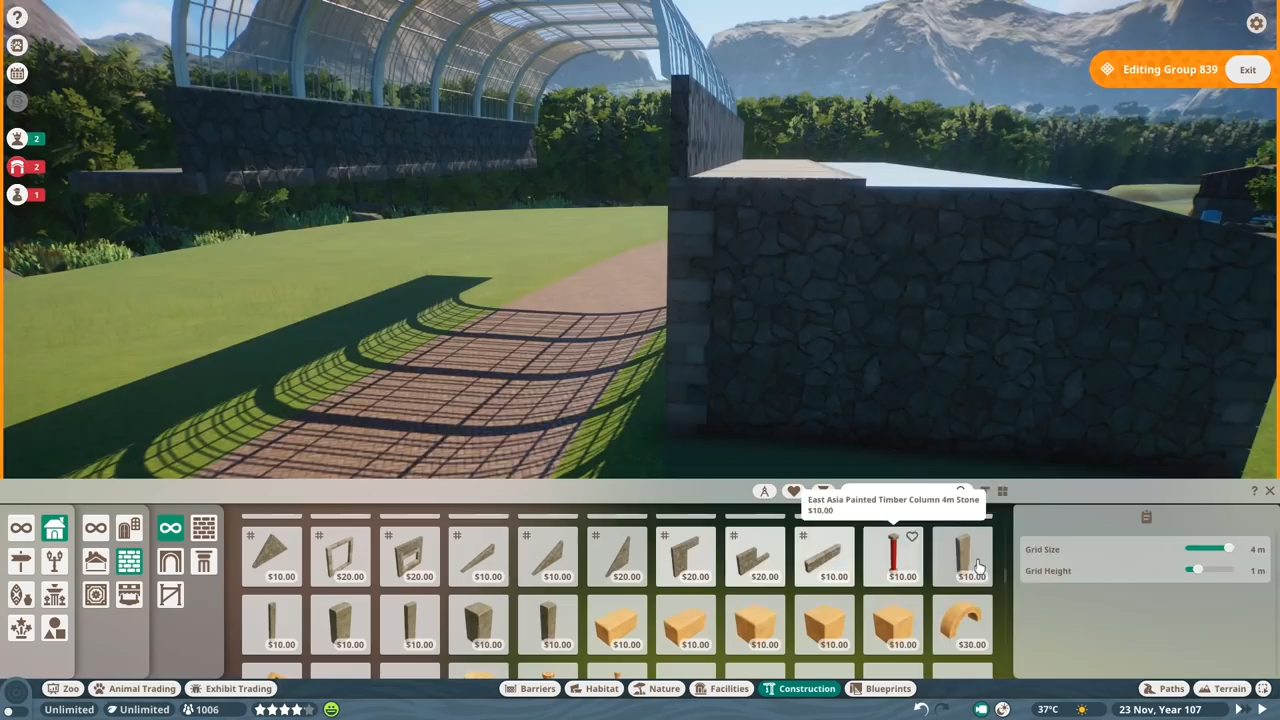 ?
Editing Group 839
Exit
2
2
1
East Asia Painted Timber Column 4m Stone
$10.00
?
# $10.00
# $20.00
# $20.00
# $10.00
# $10.00
# $20.00
# $20.00
# $20.00
# $10.00
$10.00
$10.00
$10.00
$10.00
$10.00
$10.00
$10.00
$10.00
$10.00
$10.00
$10.00
$10.00
$30.00
Grid Size 4 m
Grid Height 1 m
Zoo
Animal Trading
Exhibit Trading
Barriers
Habitat
Nature
Facilities
Construction
Blueprints
Paths
Terrain
Unlimited
Unlimited
1006
37°C
23 Nov, Year 107